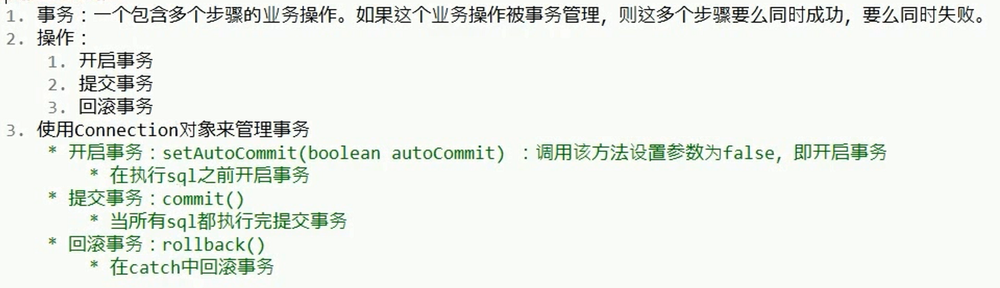 1. 事务：一个包含多个步骤的业务操作。如果这个业务操作被事务管理，则这多个步骤要么同时成功，要么同时失败。
2. 操作：
1. 开启事务
2. 提交事务
3. 回滚事务
3. 使用Connection对象来管理事务
* 开启事务：setAutoCommit(boolean autoCommit) ：调用该方法设置参数为false，即开启事务
* 在执行sql之前开启事务
* 提交事务：commit()
* 当所有sql都执行完提交事务
* 回滚事务：rollback()
* 在catch中回滚事务